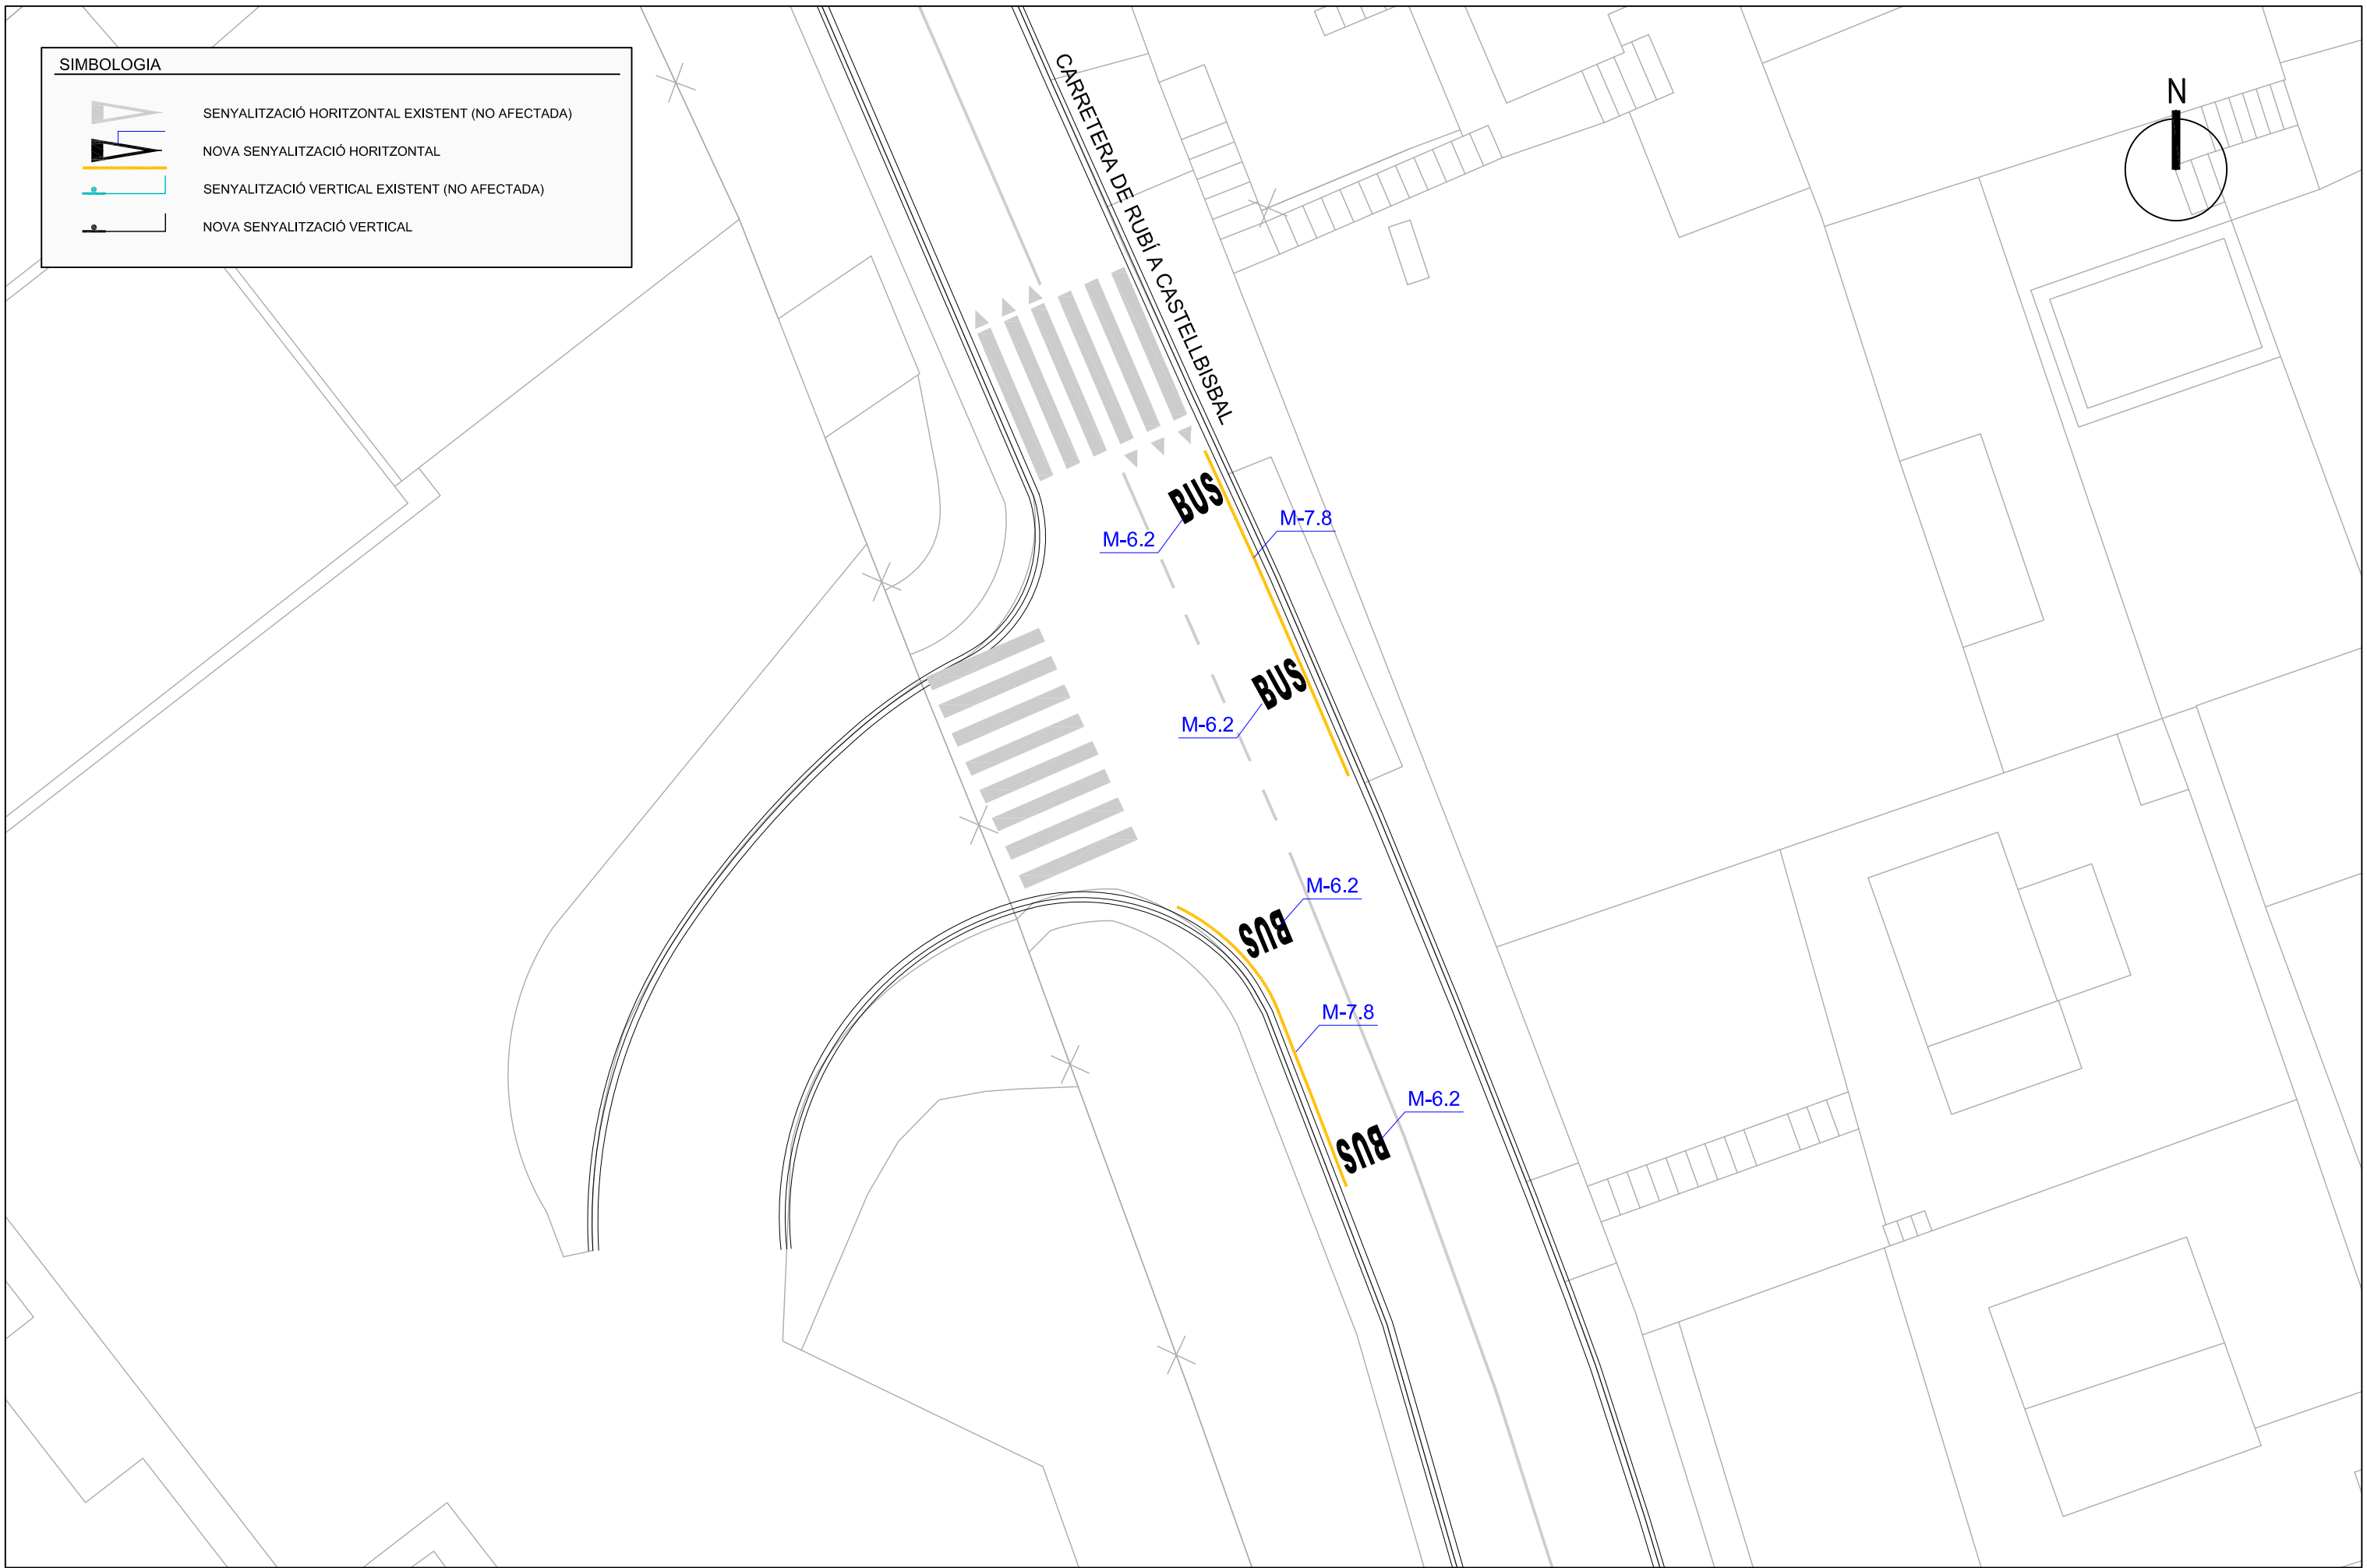 SIMBOLOGIA
SENYALITZACIÓ HORITZONTAL EXISTENT (NO AFECTADA)
NOVA SENYALITZACIÓ HORITZONTAL
SENYALITZACIÓ VERTICAL EXISTENT (NO AFECTADA)
NOVA SENYALITZACIÓ VERTICAL
N
CARRETERA DE RUBÍ A CASTELLBISBAL
BUS
M-7.8
M-6.2
BUS
M-6.2
M-6.2
BUS
M-7.8
M-6.2
BUS